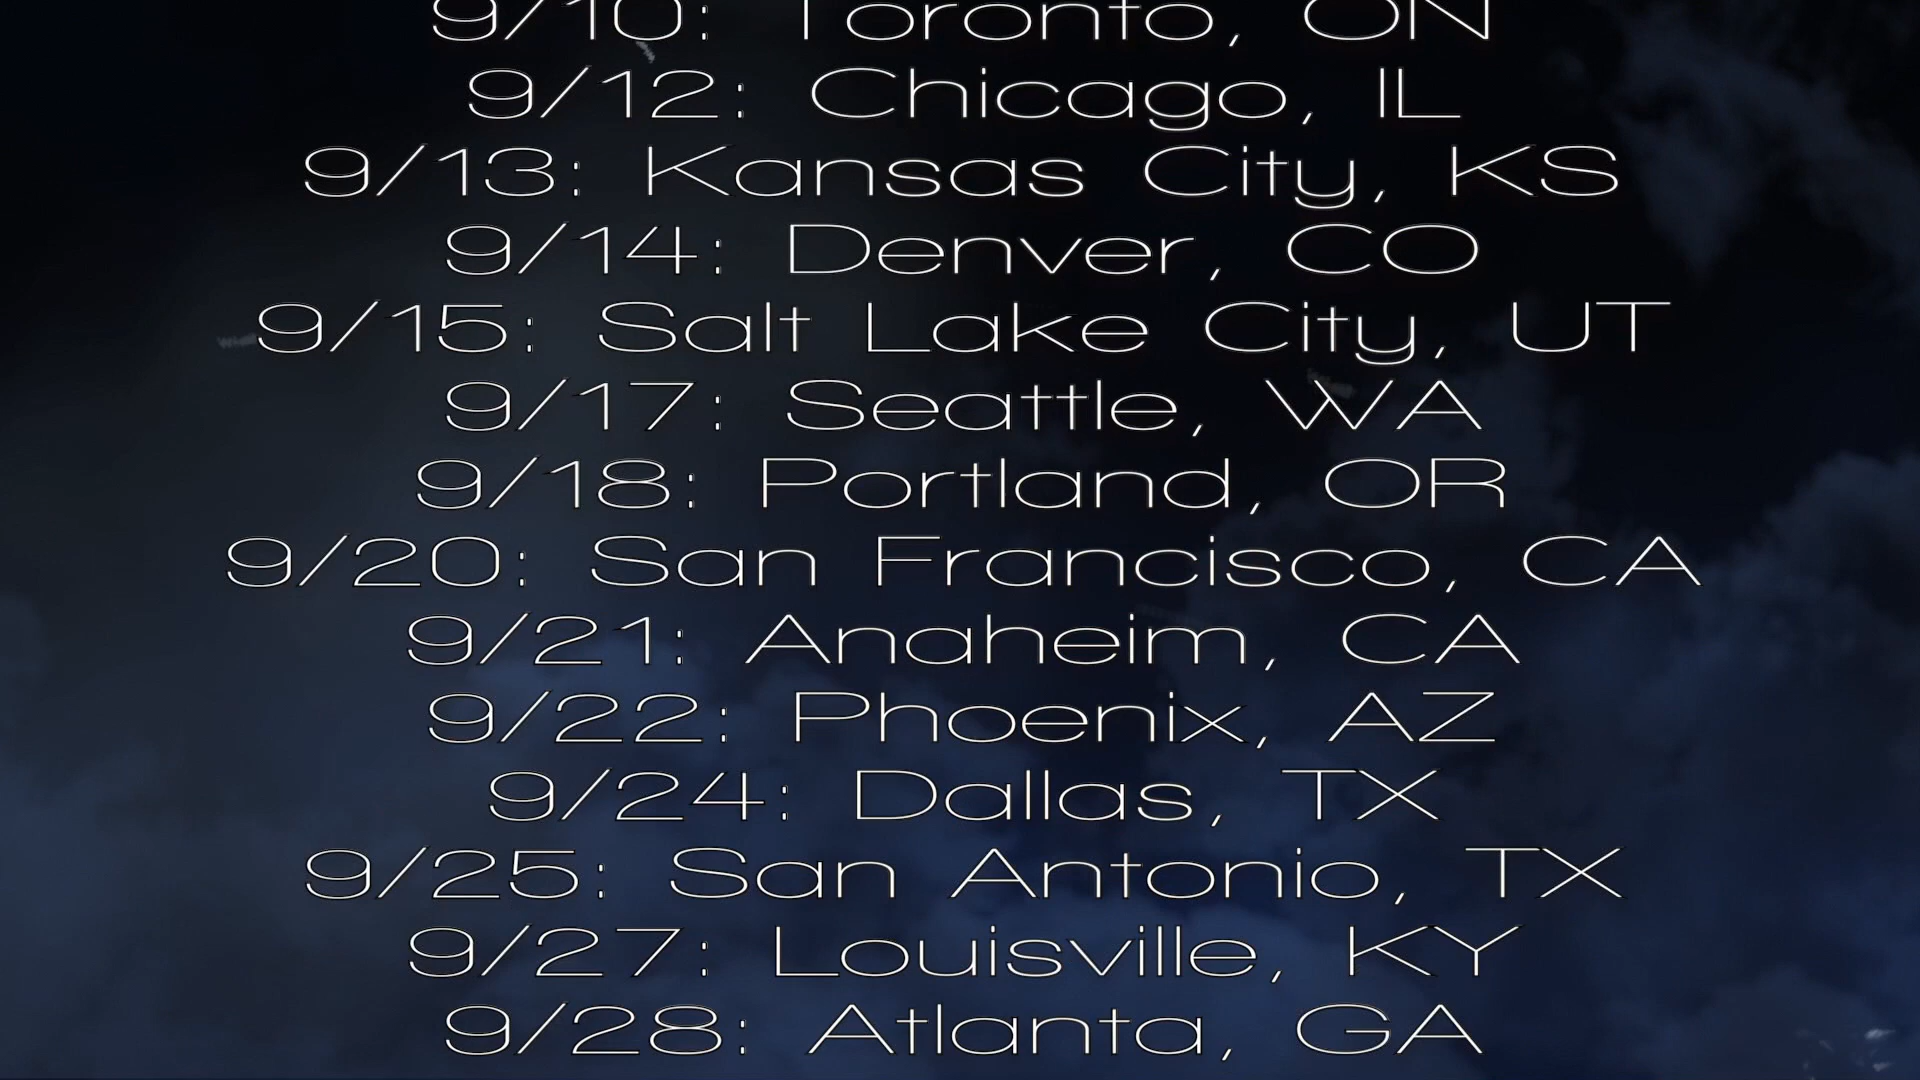 9/10: Toronto, ON
9/12: Chicago, IL
9/13: Kansas City, KS
9/14: Denver, CO
9/15: Salt Lake City, UT
9/17: Seattle, WA
9/18: Portland, OR
9/20: San Francisco, CA
9/21: Anaheim, CA
9/22: Phoenix, AZ
9/24: Dallas, TX
9/25: San Antonio, TX
9/27: Louisville, KY
9/28: Atlanta, GA